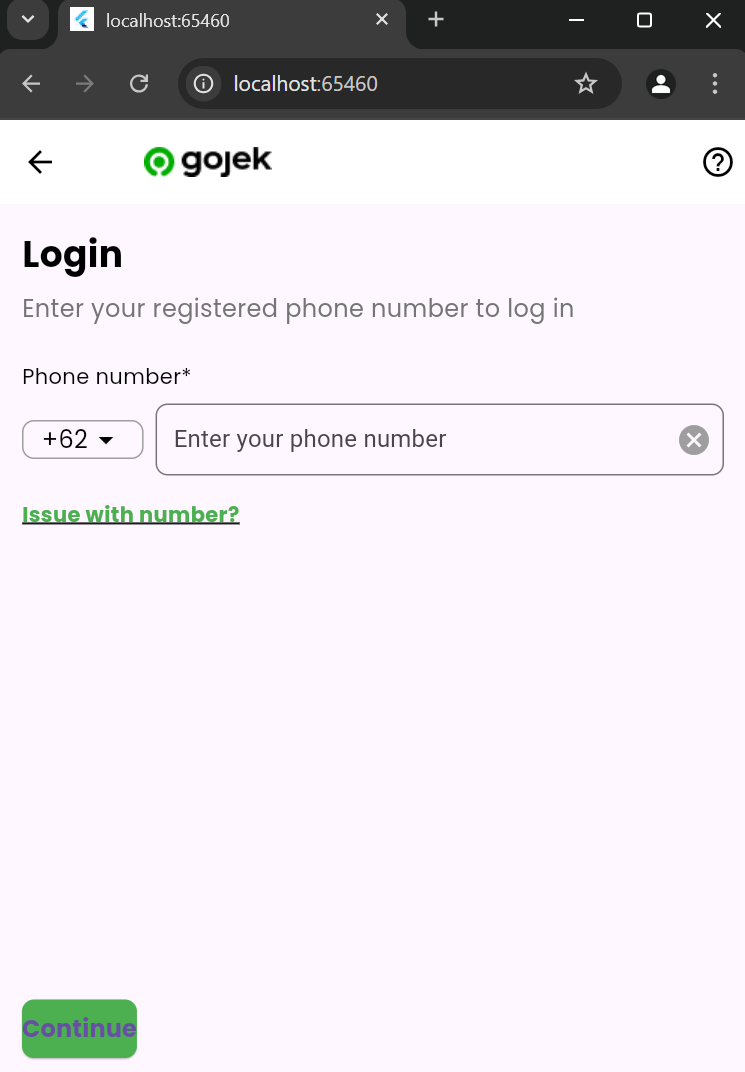 localhost:65460
localhost:65460
gojek
Login
Enter your registered phone number to log in
Phone number*
+62
Enter your phone number
Issue with number?
Continue